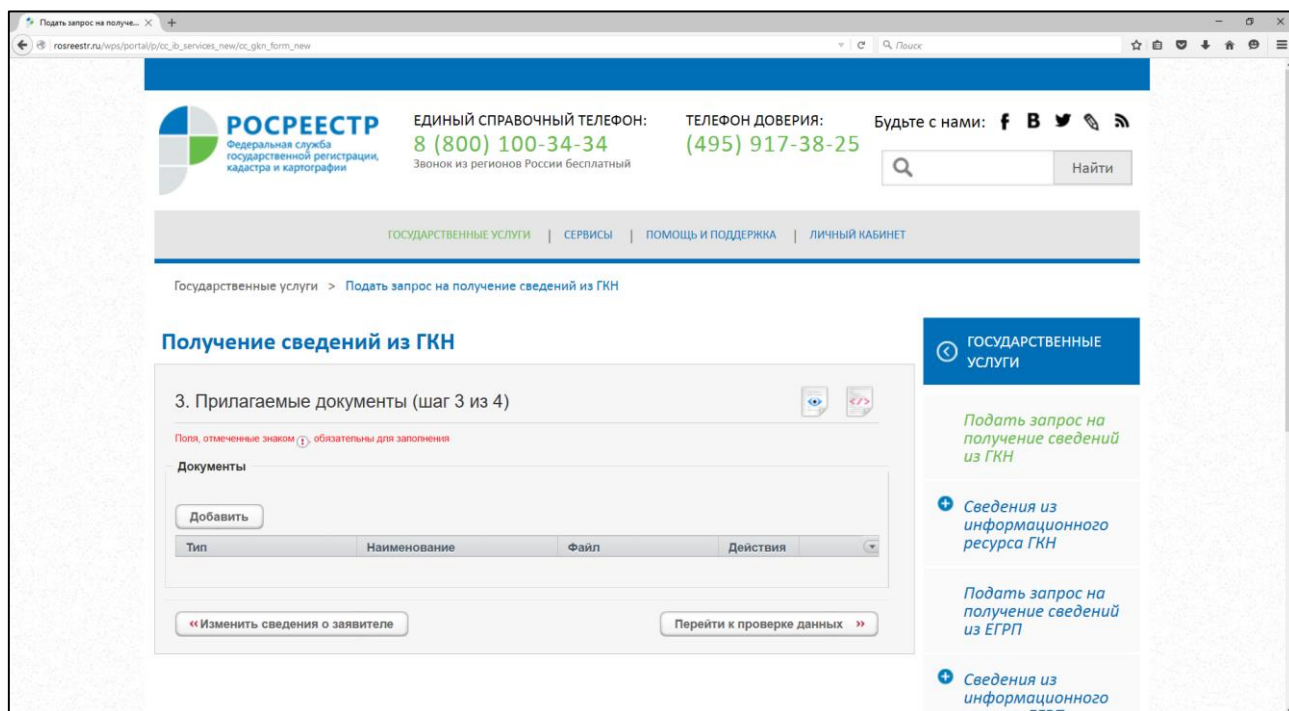 Подать запрос на получе...
rosreestr.ru/wps/portal/p/cc_ib_services_new/cc_gkn_form_new
Поиск
РОСРЕЕСТР
Федеральная служба
государственной регистрации,
кадастра и картографии
ЕДИНЫЙ СПРАВОЧНЫЙ ТЕЛЕФОН:
8 (800) 100-34-34
Звонок из регионов России бесплатный
ТЕЛЕФОН ДОВЕРИЯ:
(495) 917-38-25
Будьте с нами:
Найти
ГОСУДАРСТВЕННЫЕ УСЛУГИ | СЕРВИСЫ | ПОМОЩЬ И ПОДДЕРЖКА | ЛИЧНЫЙ КАБИНЕТ
Государственные услуги > Подать запрос на получение сведений из ГКН
Получение сведений из ГКН
3. Прилагаемые документы (шаг 3 из 4)
Поля, отмеченные знаком , обязательны для заполнения
Документы
Добавить
Тип Наименование Файл Действия
«Изменить сведения о заявителе
Перейти к проверке данных »
ГОСУДАРСТВЕННЫЕ
УСЛУГИ
Подать запрос на
получение сведений
из ГКН
Сведения из
информационного
ресурса ГКН
Подать запрос на
получение сведений
из ЕГРП
Сведения из
информационного